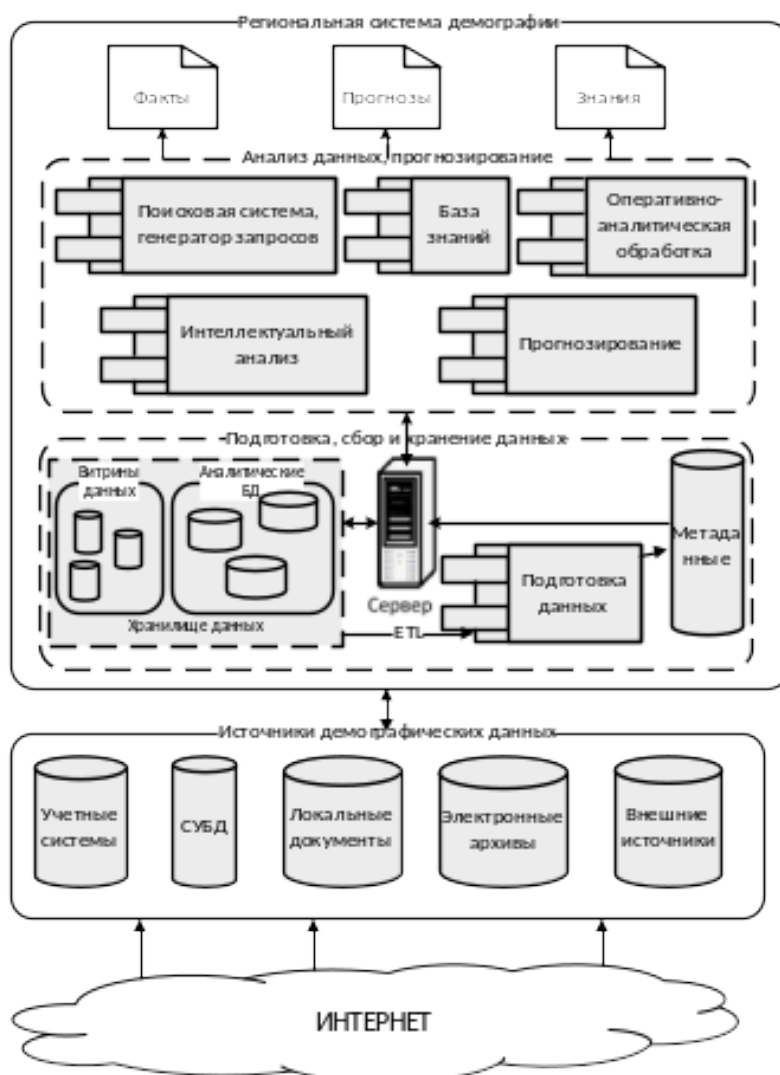 Региональная система демографии
Факты
Прогнозы
Знания
Анализ данных, прогнозирование
Поисковая система,
генератор запросов
База
знаний
Оперативно-
аналитическая
обработка
Интеллектуальный
анализ
Прогнозирование
Подготовка, сбор и хранение данных
Витрины
данных
Аналитические
БД
Хранилище данных
Сервер
ETL
Подготовка
данных
Метада
нные
Источники демографических данных
Учетные
системы
СУБД
Локальные
документы
Электронные
архивы
Внешние
источники
ИНТЕРНЕТ